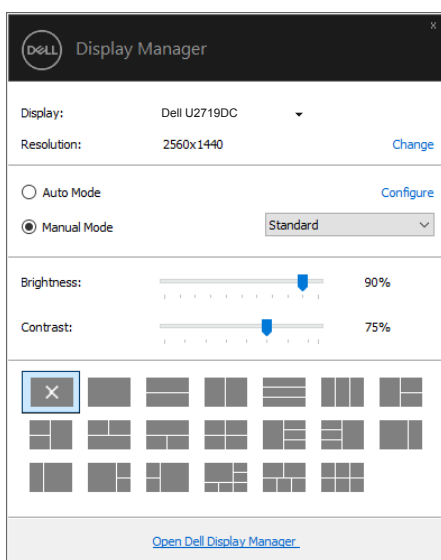 x
DELL Display Manager
Display: Dell U2719DC
Resolution: 2560x1440 Change
Auto Mode Configure
Manual Mode Standard
Brightness: 90%
Contrast: 75%
Open Dell Display Manager